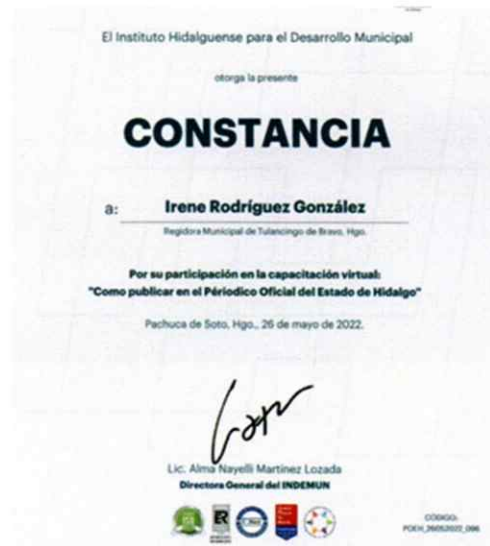 El Instituto Hidalguense para el Desarrollo Municipal
otorga la presente
CONSTANCIA
a: Irene Rodríguez González
Regidora Municipal de Tulancingo de Bravo, Hgo.
Por su participación en la capacitación virtual:
"Como publicar en el Périodico Oficial del Estado de Hidalgo"
Pachuca de Soto, Hgo., 26 de mayo de 2022.
Lic. Alma Nayelli Martínez Lozada
Directora General del INDEMUN
CÓDIGO:
POEH_26052022_096